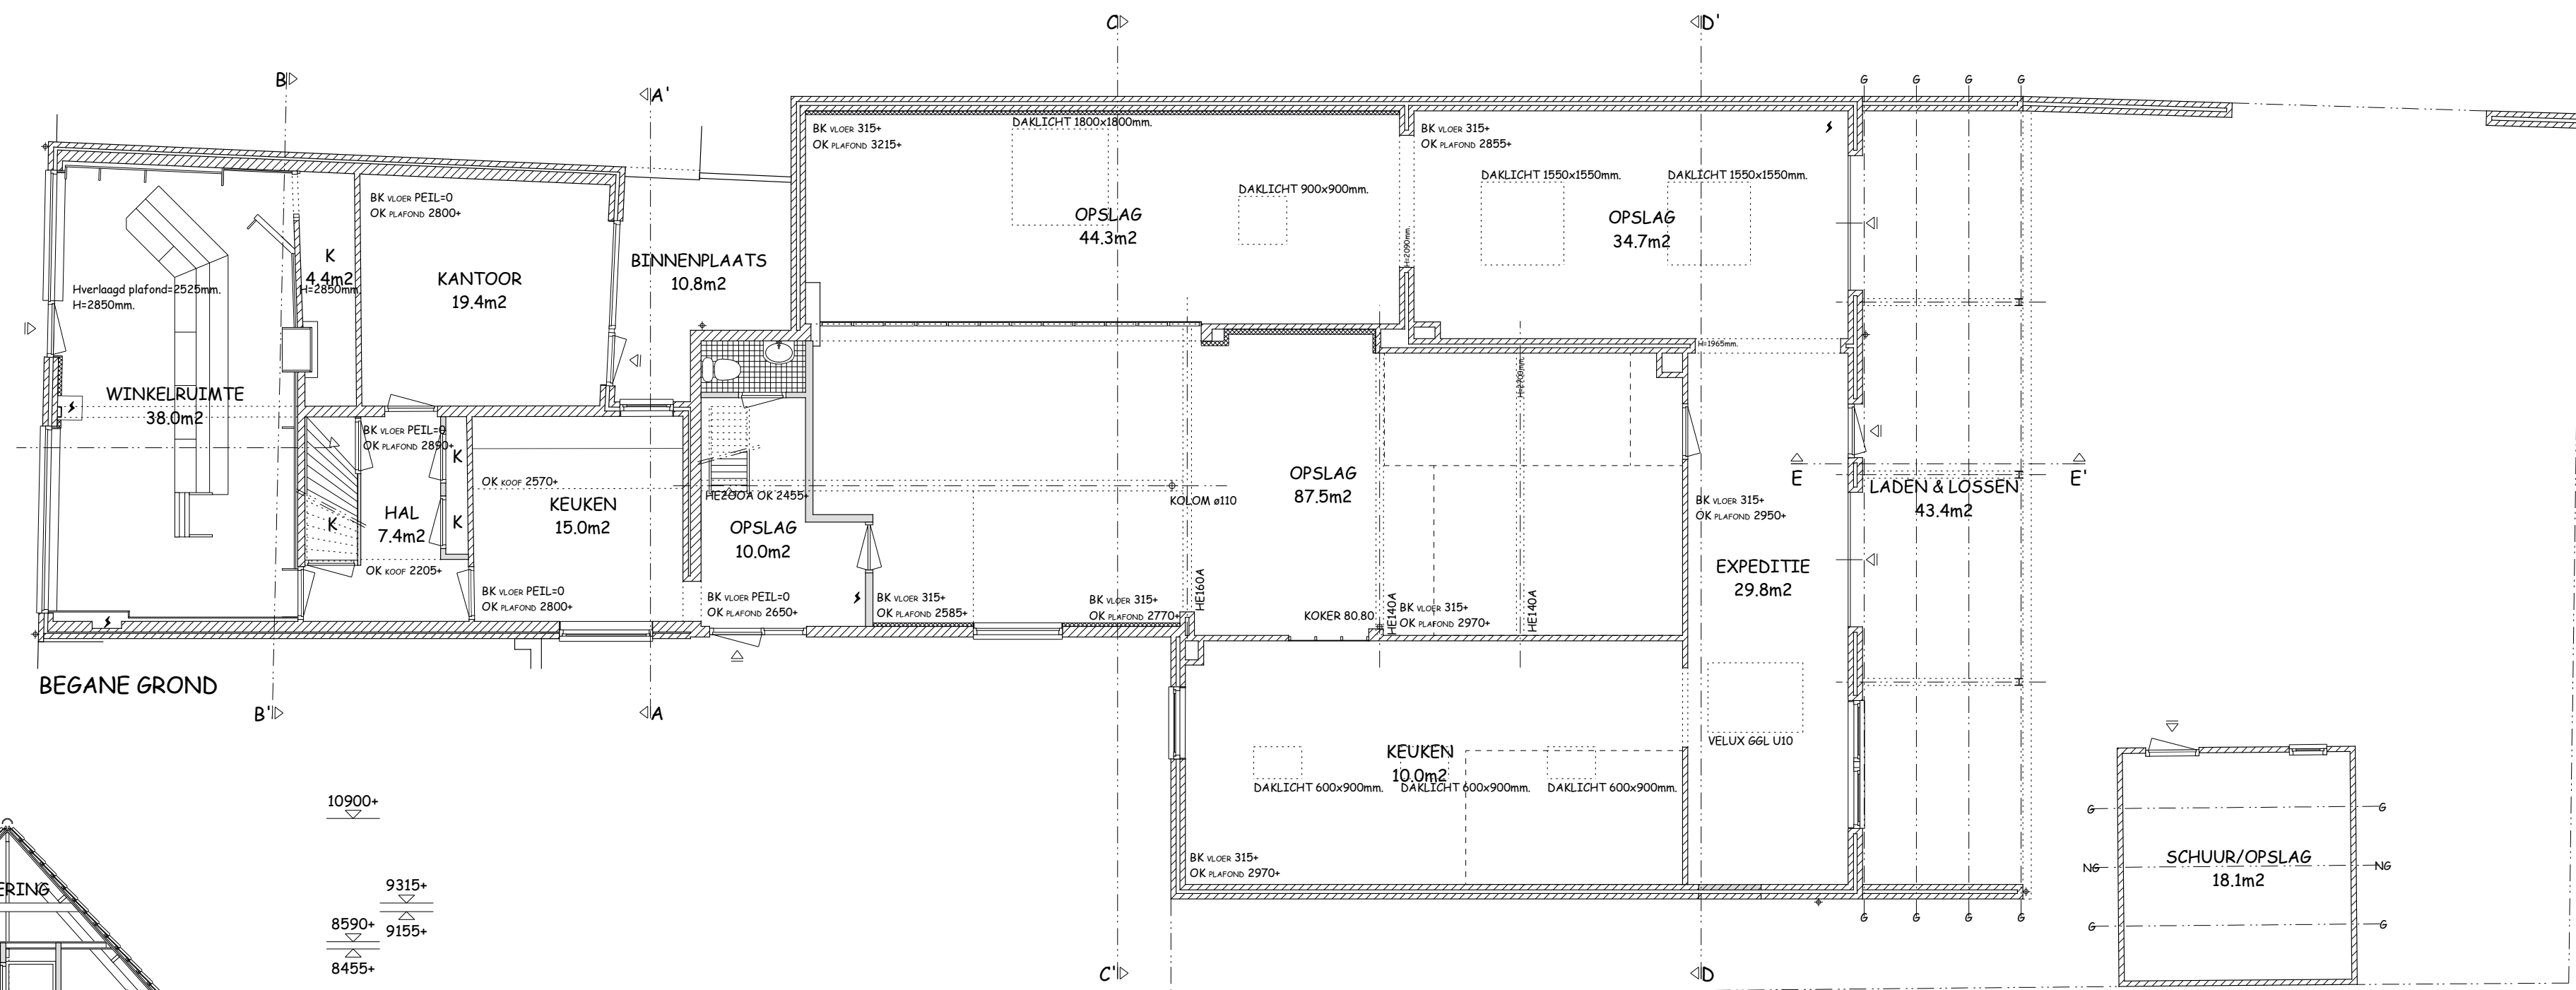 C
D'
B
A'
G G G G
DAKLICHT 1800x1800mm.
BK VLOER 315+
OK PLAFOND 3215+
BK VLOER 315+
OK PLAFOND 2855+
DAKLICHT 900x900mm.
DAKLICHT 1550x1550mm.
DAKLICHT 1550x1550mm.
BK VLOER PEIL=0
OK PLAFOND 2800+
OPSLAG
44.3m2
OPSLAG
34.7m2
H=2090mm.
K
4.4m2
H=2850mm.
KANTOOR
19.4m2
BINNENPLAATS
10.8m2
Hverlaagd plafond=2525mm.
H=2850mm.
H=1965mm.
H=2700mm.
WINKELRUIMTE
38.0m2
BK VLOER PEIL=0
OK PLAFOND 2890+
K
K
K
HAL
7.4m2
OK KOOF 2205+
OK KOOF 2570+
KEUKEN
15.0m2
BK VLOER PEIL=0
OK PLAFOND 2800+
HE200A OK 2455+
OPSLAG
10.0m2
BK VLOER PEIL=0
OK PLAFOND 2650+
BK VLOER 315+
OK PLAFOND 2585+
BK VLOER 315+
OK PLAFOND 2770+
KOLOM ø110
HE160A
OPSLAG
87.5m2
KOKER 80.80
HE140A
BK VLOER 315+
OK PLAFOND 2970+
HE140A
BK VLOER 315+
OK PLAFOND 2950+
EXPEDITIE
29.8m2
E
E'
LADEN & LOSSEN
43.4m2
BEGANE GROND
B'
A
VELUX GGL U10
KEUKEN
10.0m2
DAKLICHT 600x900mm.
DAKLICHT 600x900mm.
DAKLICHT 600x900mm.
BK VLOER 315+
OK PLAFOND 2970+
G G G G
C'
D
G G
NG NG
G G
SCHUUR/OPSLAG
18.1m2
10900+
9315+
8590+
9155+
8455+
ERING